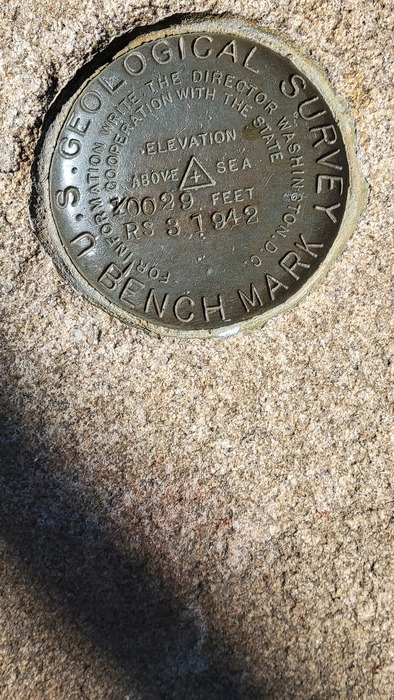 U.S. GEOLOGICAL SURVEY
FOR INFORMATION WRITE THE DIRECTOR WASHINGTON, D.C.
COOPERATION WITH THE STATE
ELEVATION
ABOVE SEA
FEET
RS 3 1942
BENCH MARK